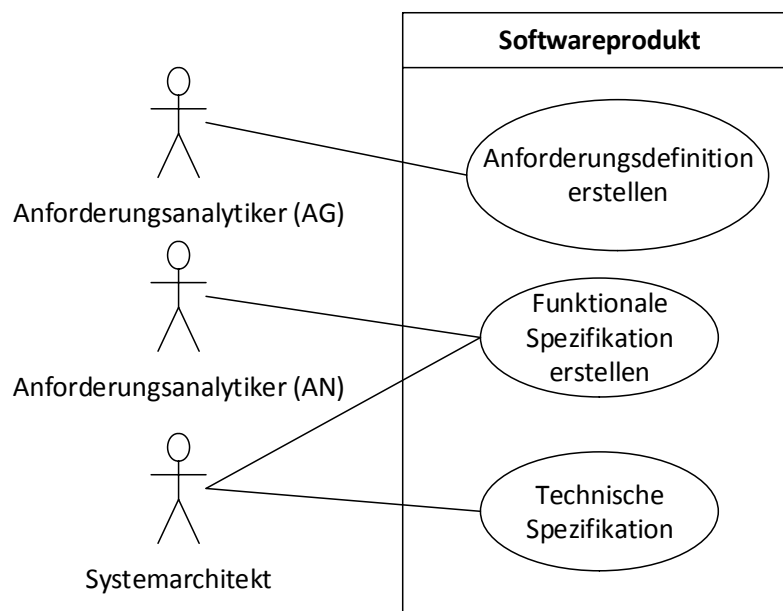 Softwareprodukt
Anforderungsanalytiker (AG)
Anforderungsdefinition
erstellen
Anforderungsanalytiker (AN)
Funktionale
Spezifikation
erstellen
Systemarchitekt
Technische
Spezifikation